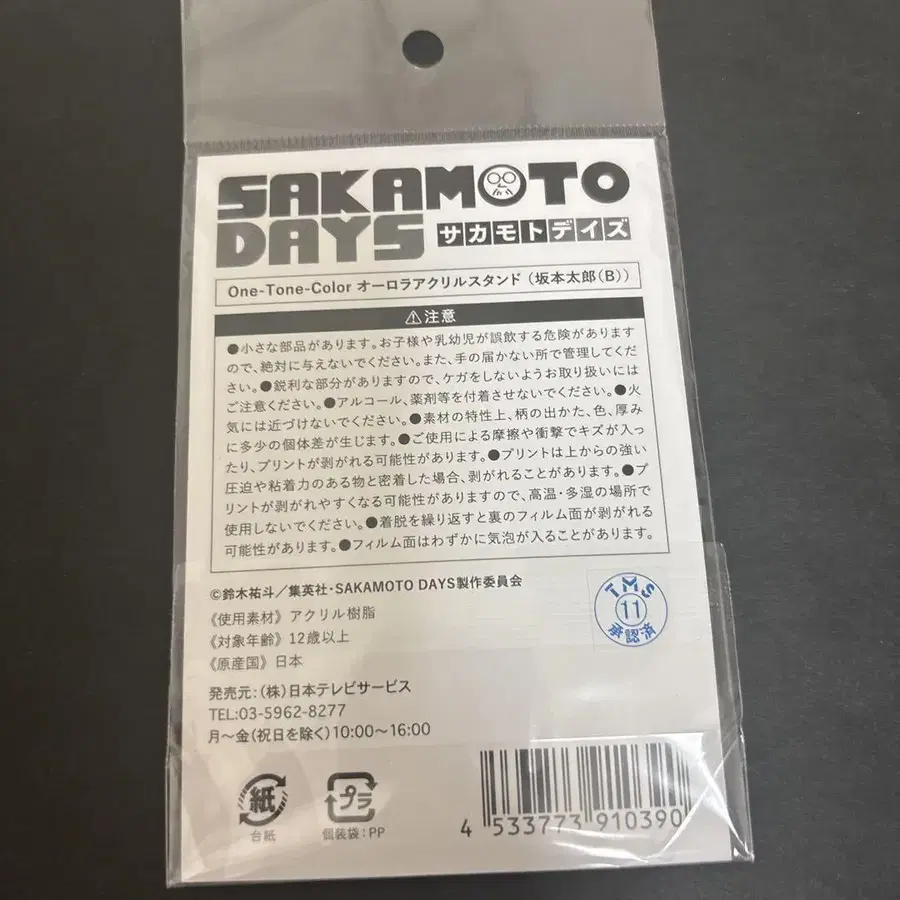 SAKAMOTO
DAYS サカモトデイズ
One-Tone-Color オーロラアクリルスタンド (坂本太郎(B))
⚠注意
●小さな部品があります。お子様や乳幼児が誤飲する危険があります
ので、絶対に与えないでください。また、手の届かない所で管理してくだ
さい。●鋭利な部分がありますので、ケガをしないようお取り扱いには
ご注意ください。●アルコール、薬剤等を付着させないでください。●火
気には近づけないでください。●素材の特性上、柄の出かた、色、厚み
に多少の個体差が生じます。●ご使用による摩擦や衝撃でキズが入っ
たり、プリントが剥がれる可能性があります。●プリントは上からの強い
圧迫や粘着力のある物と密着した場合、剥がれることがあります。●プ
リントが剥がれやすくなる可能性がありますので、高温・多湿の場所で
使用しないでください。●着脱を繰り返すと裏のフィルム面が剥がれる
可能性があります。●フィルム面はわずかに気泡が入ることがあります。
©鈴木祐斗/集英社・SAKAMOTO DAYS製作委員会
《使用素材》アクリル樹脂
《対象年齢》12歳以上
《原産国》日本
TMS
11
承認済
発売元:(株)日本テレビサービス
TEL:03-5962-8277
月〜金(祝日を除く)10:00〜16:00
紙
台紙
プラ
個装袋:PP
4 533773 910390